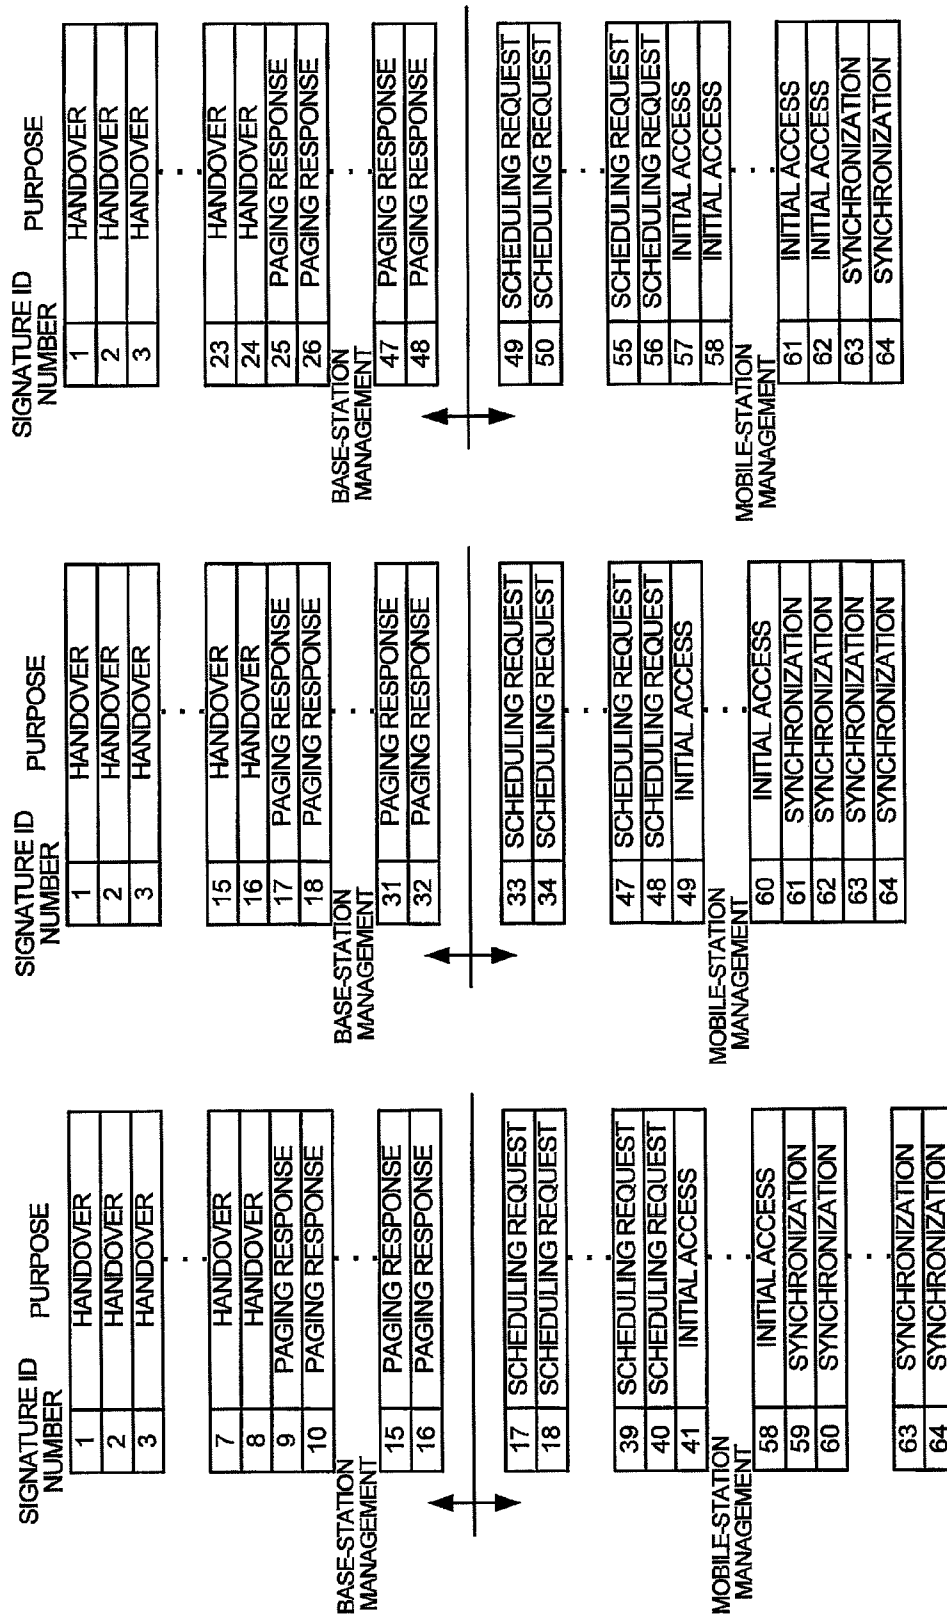 SIGNATURE ID
NUMBER
PURPOSE
1 HANDOVER
2 HANDOVER
3 HANDOVER
7 HANDOVER
8 HANDOVER
9 PAGING RESPONSE
10 PAGING RESPONSE
BASE-STATION
MANAGEMENT
15 PAGING RESPONSE
16 PAGING RESPONSE
17 SCHEDULING REQUEST
18 SCHEDULING REQUEST
39 SCHEDULING REQUEST
40 SCHEDULING REQUEST
41 INITIAL ACCESS
MOBILE-STATION
MANAGEMENT
58 INITIAL ACCESS
59 SYNCHRONIZATION
60 SYNCHRONIZATION
63 SYNCHRONIZATION
64 SYNCHRONIZATION
SIGNATURE ID
NUMBER
PURPOSE
1 HANDOVER
2 HANDOVER
3 HANDOVER
15 HANDOVER
16 HANDOVER
17 PAGING RESPONSE
18 PAGING RESPONSE
BASE-STATION
MANAGEMENT
31 PAGING RESPONSE
32 PAGING RESPONSE
33 SCHEDULING REQUEST
34 SCHEDULING REQUEST
47 SCHEDULING REQUEST
48 SCHEDULING REQUEST
49 INITIAL ACCESS
MOBILE-STATION
MANAGEMENT
60 INITIAL ACCESS
61 SYNCHRONIZATION
62 SYNCHRONIZATION
63 SYNCHRONIZATION
64 SYNCHRONIZATION
SIGNATURE ID
NUMBER
PURPOSE
1 HANDOVER
2 HANDOVER
3 HANDOVER
23 HANDOVER
24 HANDOVER
25 PAGING RESPONSE
26 PAGING RESPONSE
BASE-STATION
MANAGEMENT
47 PAGING RESPONSE
48 PAGING RESPONSE
49 SCHEDULING REQUEST
50 SCHEDULING REQUEST
55 SCHEDULING REQUEST
56 SCHEDULING REQUEST
57 INITIAL ACCESS
58 INITIAL ACCESS
MOBILE-STATION
MANAGEMENT
61 INITIAL ACCESS
62 INITIAL ACCESS
63 SYNCHRONIZATION
64 SYNCHRONIZATION